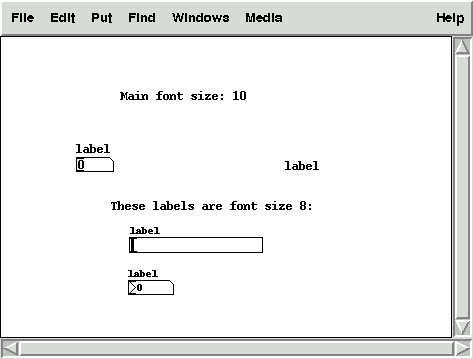 File Edit Put Find Windows Media Help
Main font size: 10
label
0
label
These labels are font size 8:
label
label
0